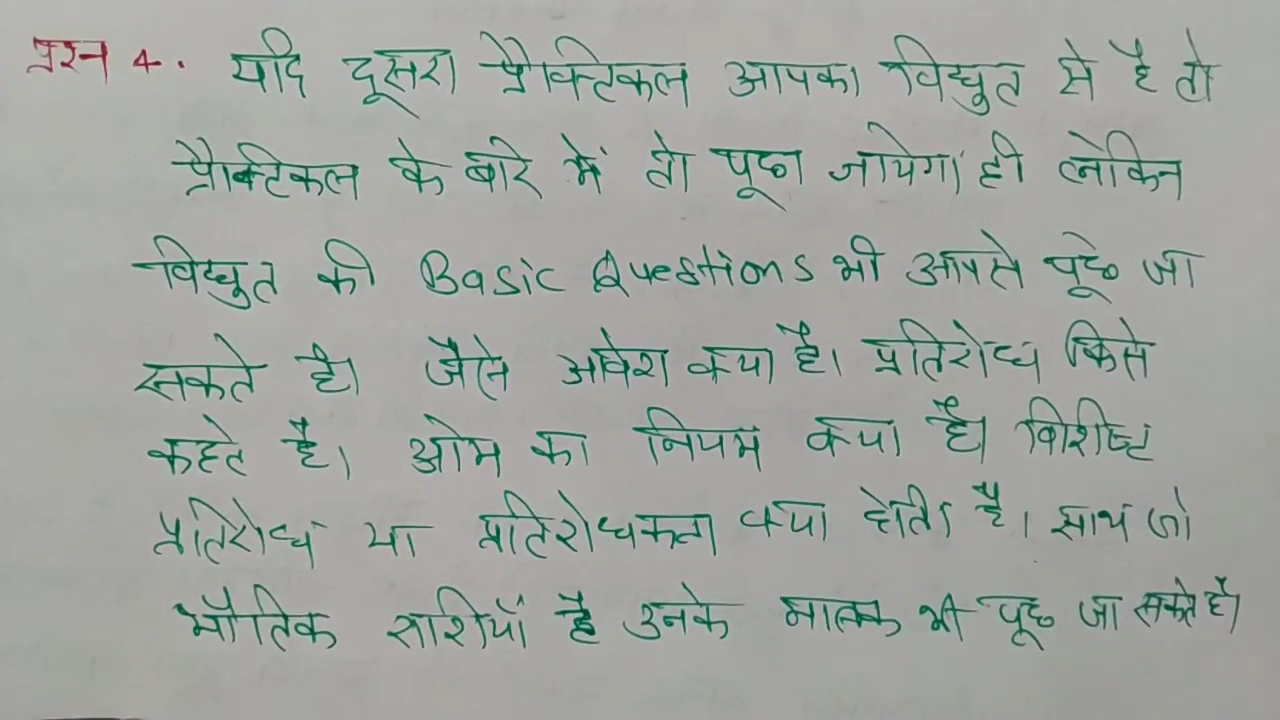 प्रश्न 4. यदि दूसरा प्रैक्टिकल आपका विद्युत से है तो
प्रैक्टिकल के बारे में तो पूछा जायेगा ही लेकिन
विद्युत की Basic Questions भी आपसे पूछे जा
सकते है। जैसे आवेश क्या है। प्रतिरोध किसे
कहते है। ओम का नियम क्या है। विशिष्ट
प्रतिरोध या प्रतिरोधकता क्या होती है। साथ जो
भौतिक राशियाँ है उनके मात्रक भी पूछे जा सकते है।